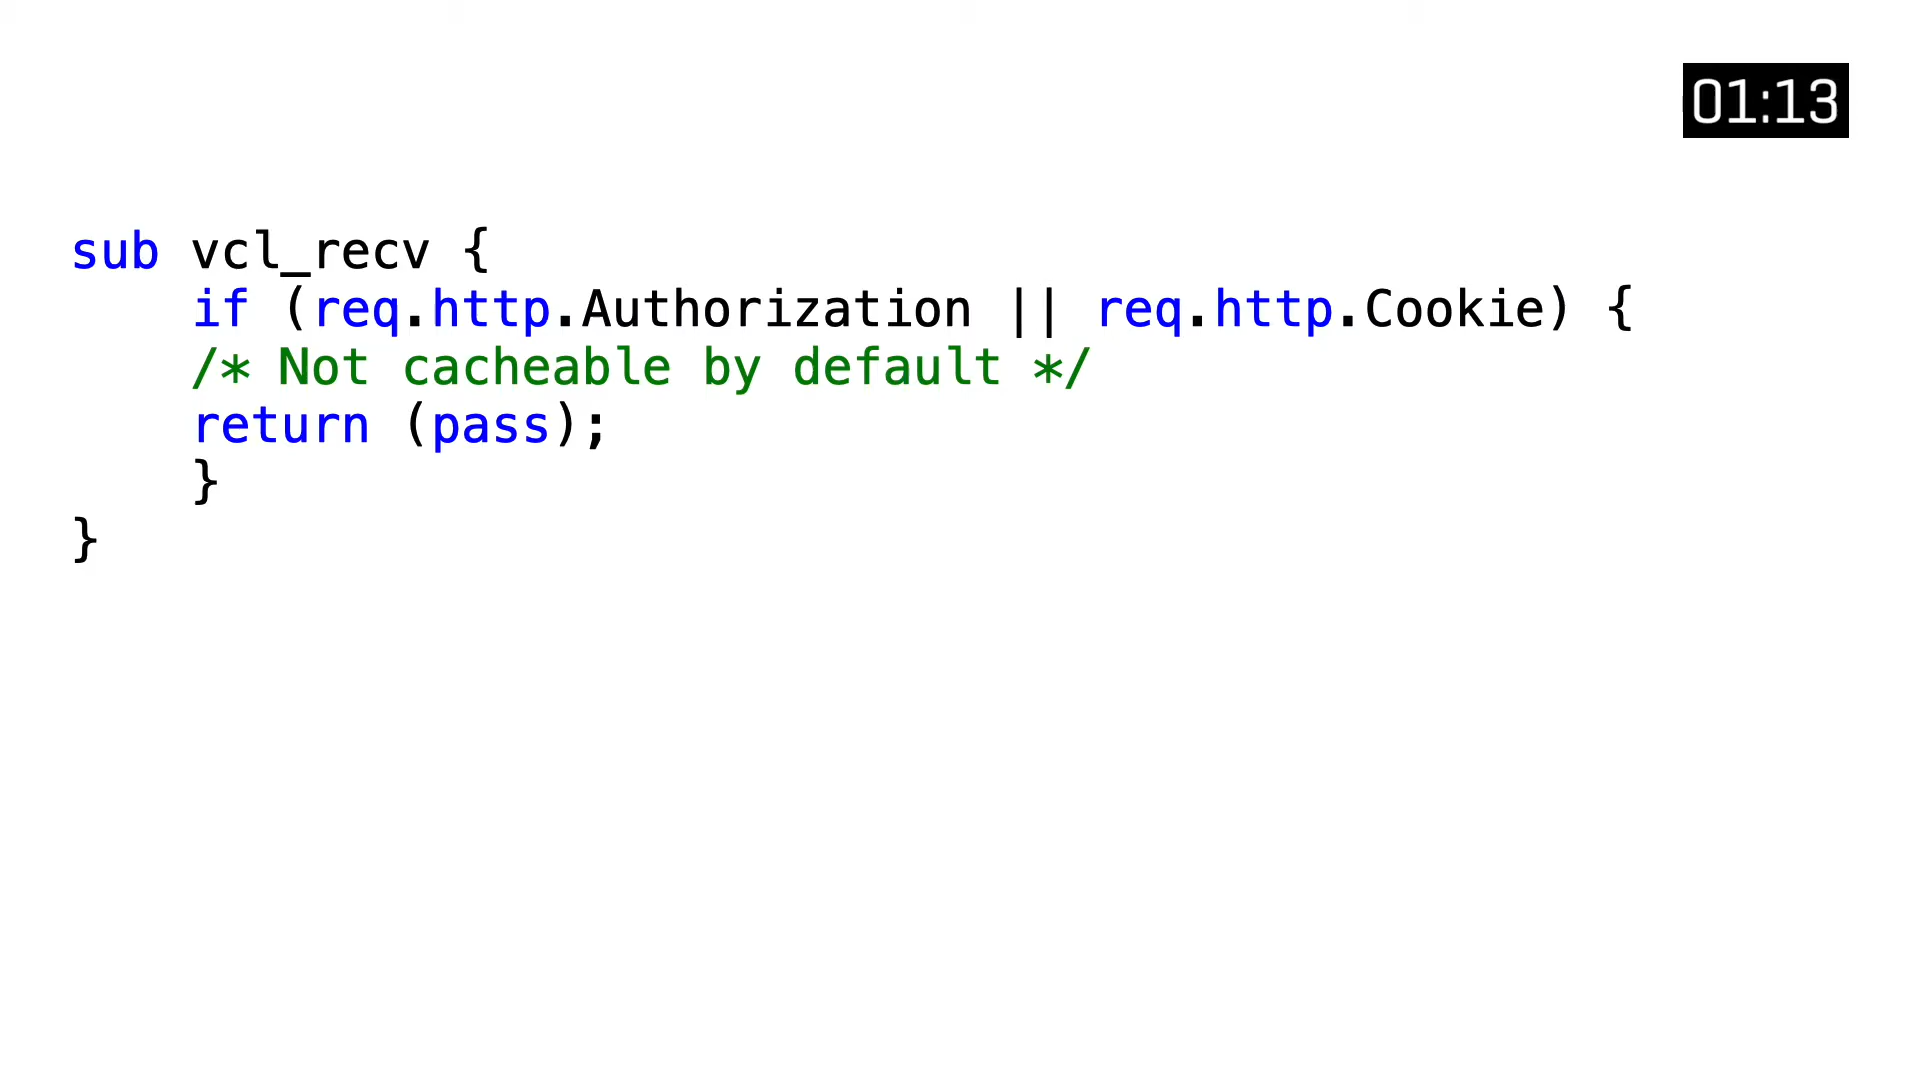 01:13
sub vcl_recv {
    if (req.http.Authorization || req.http.Cookie) {
    /* Not cacheable by default */
    return (pass);
    }
}